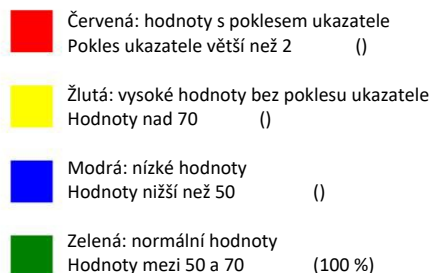 Červená: hodnoty s poklesem ukazatele
Pokles ukazatele větší než 2 ()
Žlutá: vysoké hodnoty bez poklesu ukazatele
Hodnoty nad 70 ()
Modrá: nízké hodnoty
Hodnoty nižší než 50 ()
Zelená: normální hodnoty
Hodnoty mezi 50 a 70 (100 %)